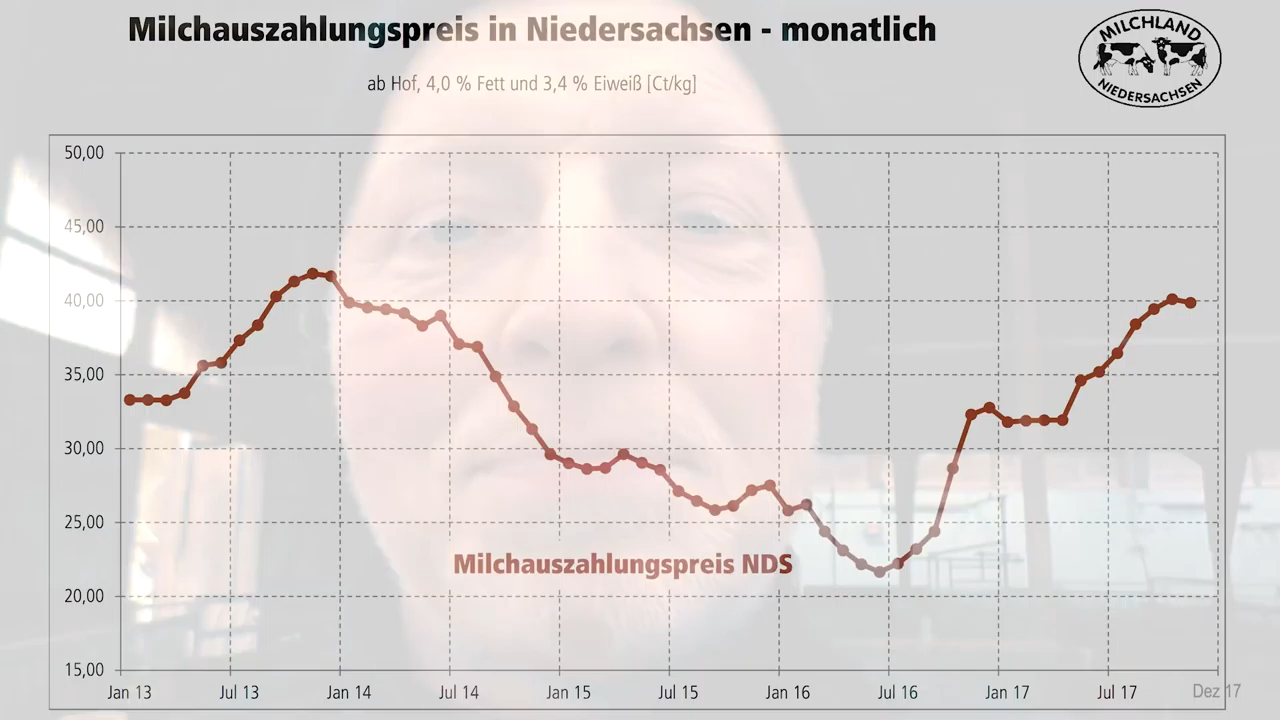 Milchauszahlungspreis in Niedersachsen - monatlich
ab Hof, 4,0 % Fett und 3,4 % Eiweiß [Ct/kg]
MILCHLAND
NIEDERSACHSEN
50,00
45,00
40,00
35,00
30,00
25,00
20,00
15,00
Milchauszahlungspreis NDS
Jan 13 Jul 13 Jan 14 Jul 14 Jan 15 Jul 15 Jan 16 Jul 16 Jan 17 Jul 17 Dez 17